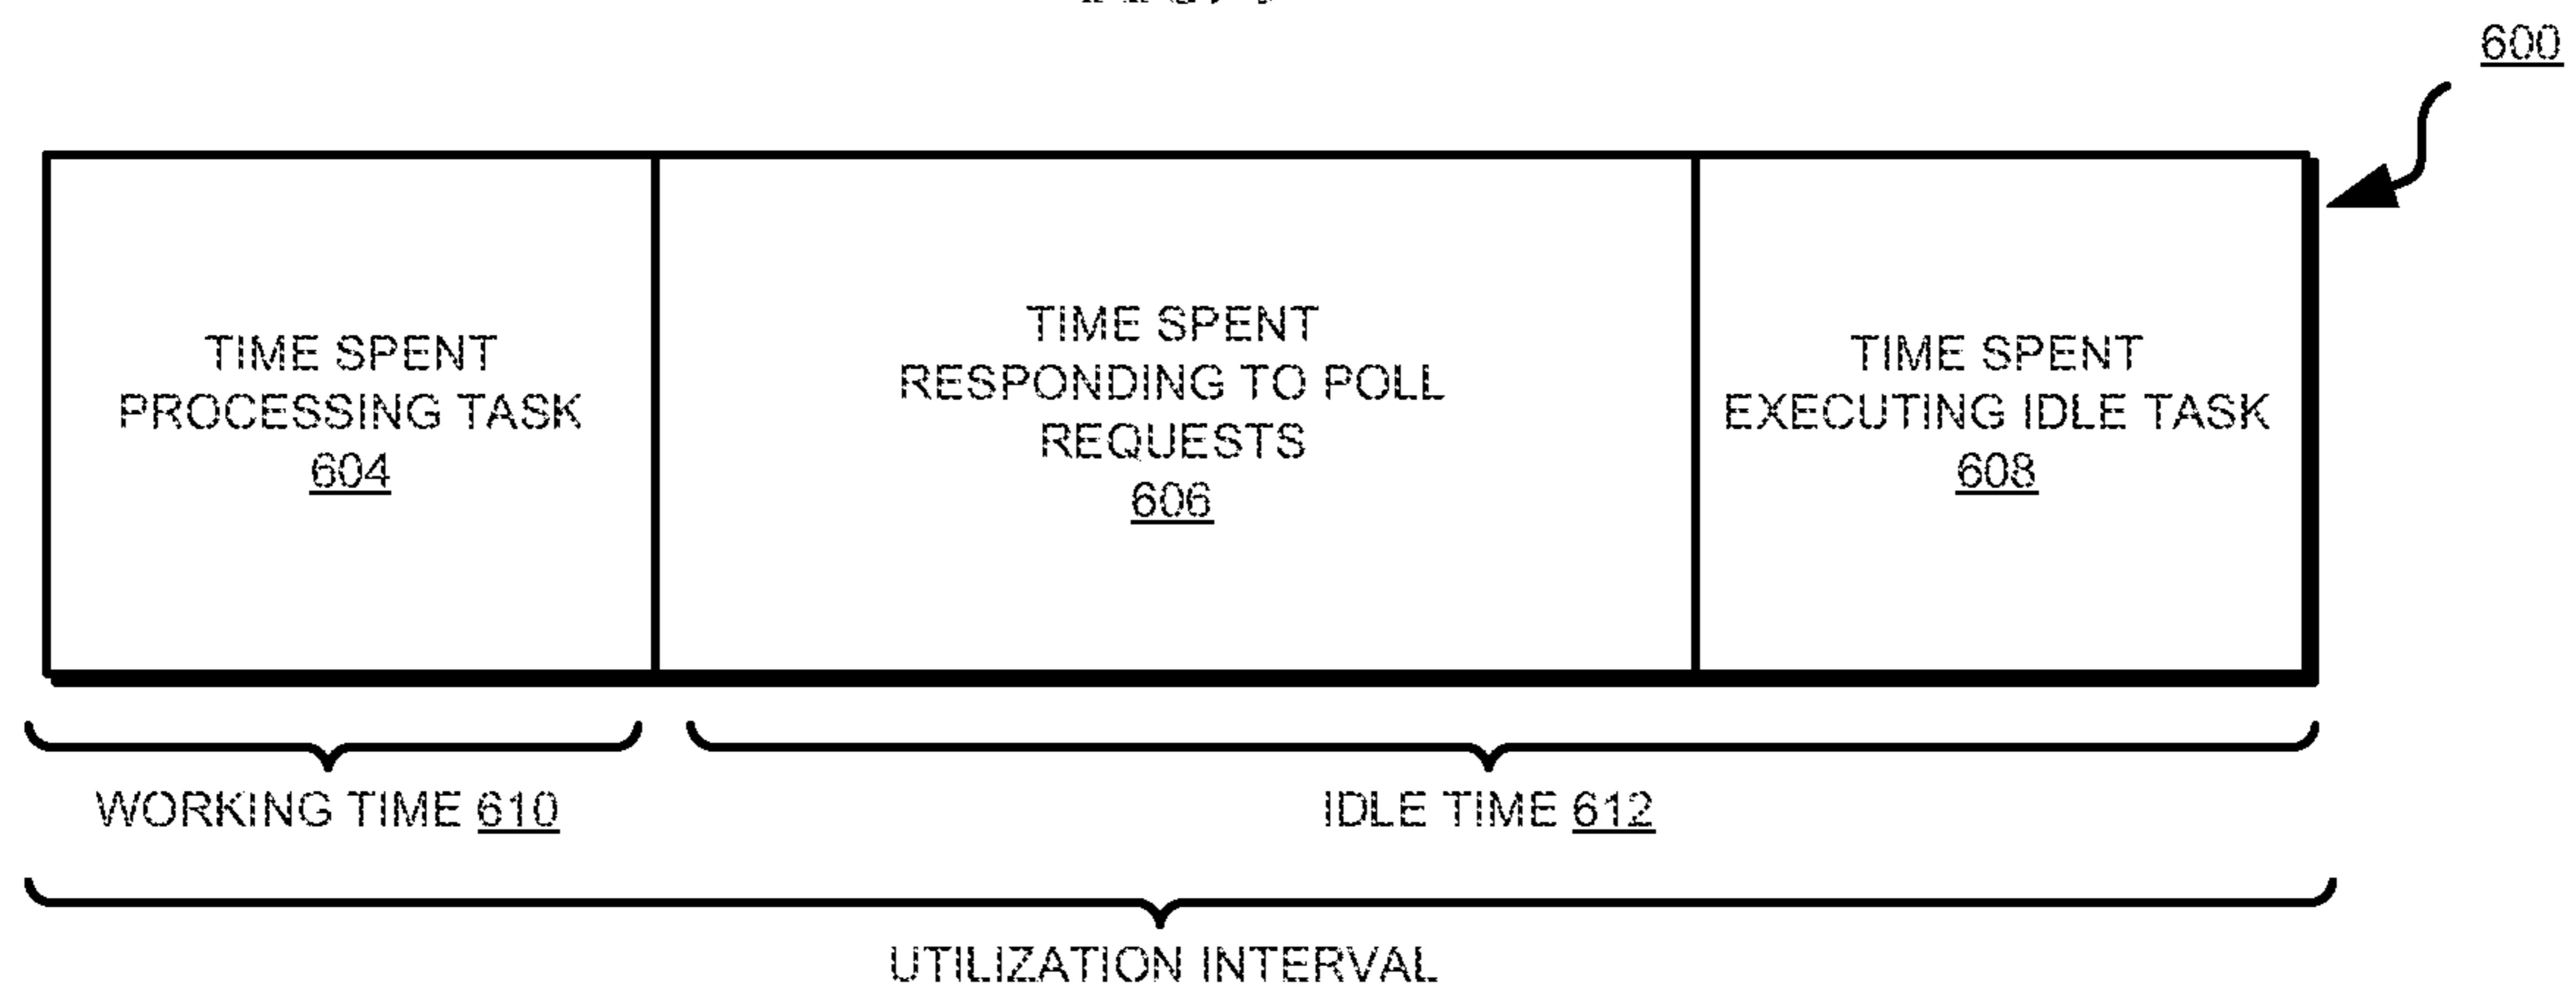 600
TIME SPENT
PROCESSING TASK
604
TIME SPENT
RESPONDING TO POLL
REQUESTS
606
TIME SPENT
EXECUTING IDLE TASK
608
WORKING TIME 610
IDLE TIME 612
UTILIZATION INTERVAL